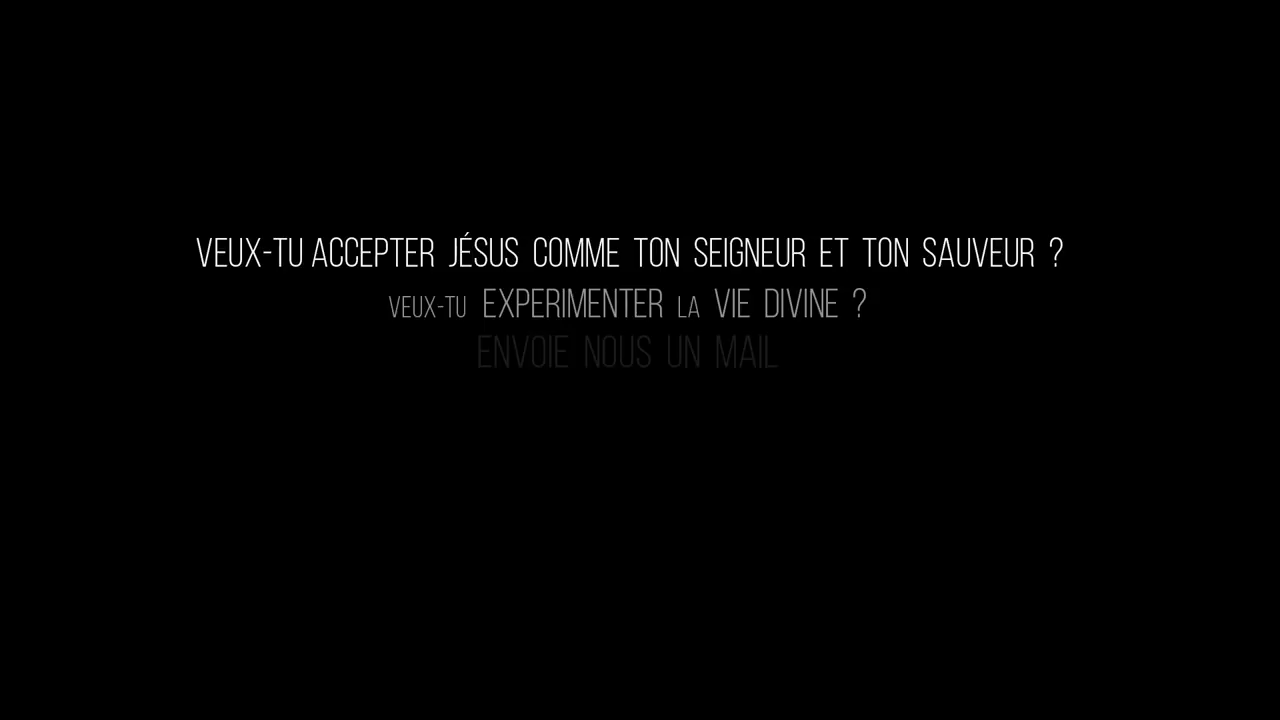 VEUX-TU ACCEPTER JÉSUS COMME TON SEIGNEUR ET TON SAUVEUR ?
VEUX-TU EXPERIMENTER LA VIE DIVINE ?
ENVOIE NOUS UN MAIL